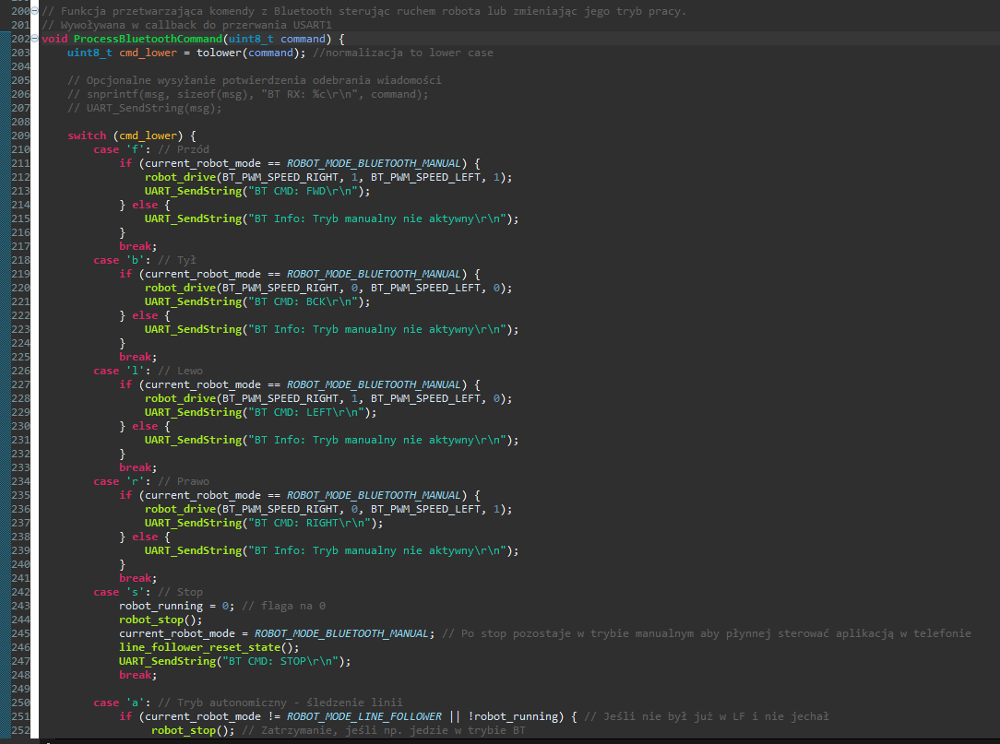 200 // Funkcja przetwarzająca komendy z Bluetooth sterując ruchem robota lub zmieniając jego tryb pracy.
201 // Wywoływana w callback do przerwania USART1
202 void ProcessBluetoothCommand(uint8_t command) {
203     uint8_t cmd_lower = tolower(command); //normalizacja to lower case
204
205     // Opcjonalne wysyłanie potwierdzenia odebrania wiadomości
206     // snprintf(msg, sizeof(msg), "BT RX: %c\r\n", command);
207     // UART_SendString(msg);
208
209     switch (cmd_lower) {
210         case 'f': // Przód
211             if (current_robot_mode == ROBOT_MODE_BLUETOOTH_MANUAL) {
212                 robot_drive(BT_PWM_SPEED_RIGHT, 1, BT_PWM_SPEED_LEFT, 1);
213                 UART_SendString("BT CMD: FWD\r\n");
214             } else {
215                 UART_SendString("BT Info: Tryb manualny nie aktywny\r\n");
216             }
217             break;
218         case 'b': // Tył
219             if (current_robot_mode == ROBOT_MODE_BLUETOOTH_MANUAL) {
220                 robot_drive(BT_PWM_SPEED_RIGHT, 0, BT_PWM_SPEED_LEFT, 0);
221                 UART_SendString("BT CMD: BCK\r\n");
222             } else {
223                 UART_SendString("BT Info: Tryb manualny nie aktywny\r\n");
224             }
225             break;
226         case 'l': // Lewo
227             if (current_robot_mode == ROBOT_MODE_BLUETOOTH_MANUAL) {
228                 robot_drive(BT_PWM_SPEED_RIGHT, 1, BT_PWM_SPEED_LEFT, 0);
229                 UART_SendString("BT CMD: LEFT\r\n");
230             } else {
231                 UART_SendString("BT Info: Tryb manualny nie aktywny\r\n");
232             }
233             break;
234         case 'r': // Prawo
235             if (current_robot_mode == ROBOT_MODE_BLUETOOTH_MANUAL) {
236                 robot_drive(BT_PWM_SPEED_RIGHT, 0, BT_PWM_SPEED_LEFT, 1);
237                 UART_SendString("BT CMD: RIGHT\r\n");
238             } else {
239                 UART_SendString("BT Info: Tryb manualny nie aktywny\r\n");
240             }
241             break;
242         case 's': // Stop
243             robot_running = 0; // flaga na 0
244             robot_stop();
245             current_robot_mode = ROBOT_MODE_BLUETOOTH_MANUAL; // Po stop pozostaje w trybie manualnym aby płynnej sterować aplikacją w telefonie
246             line_follower_reset_state();
247             UART_SendString("BT CMD: STOP\r\n");
248             break;
249
250         case 'a': // Tryb autonomiczny - śledzenie linii
251             if (current_robot_mode != ROBOT_MODE_LINE_FOLLOWER || !robot_running) { // Jeśli nie był już w LF i nie jechał
252                  robot_stop(); // Zatrzymanie, jeśli np. jedzie w trybie BT